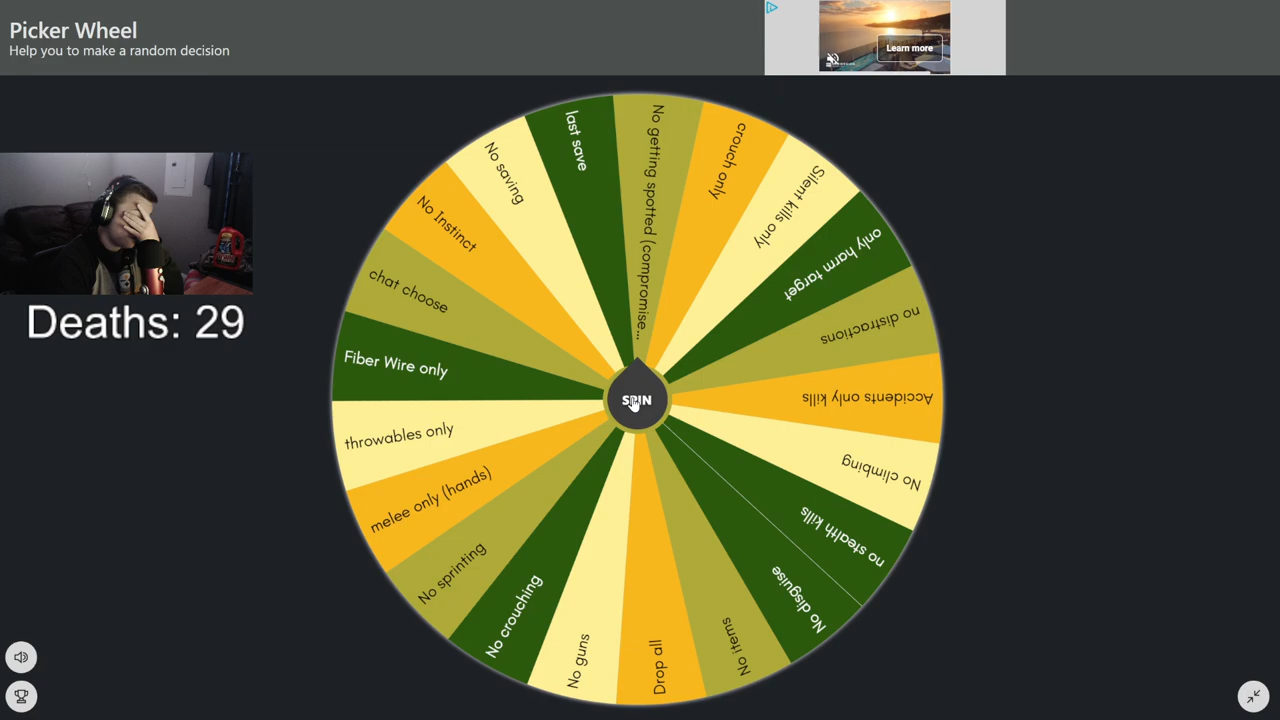 Picker Wheel
Help you to make a random decision
Learn more
Deaths: 29
last save
No getting spotted (compromise...
crouch only
Silent kills only
only harm target
no distractions
Accidents only kills
No climbing
no stealth kills
No disguise
No items
Drop all
No guns
No crouching
No sprinting
melee only (hands)
throwables only
Fiber Wire only
chat choose
No Instinct
No saving
SPIN